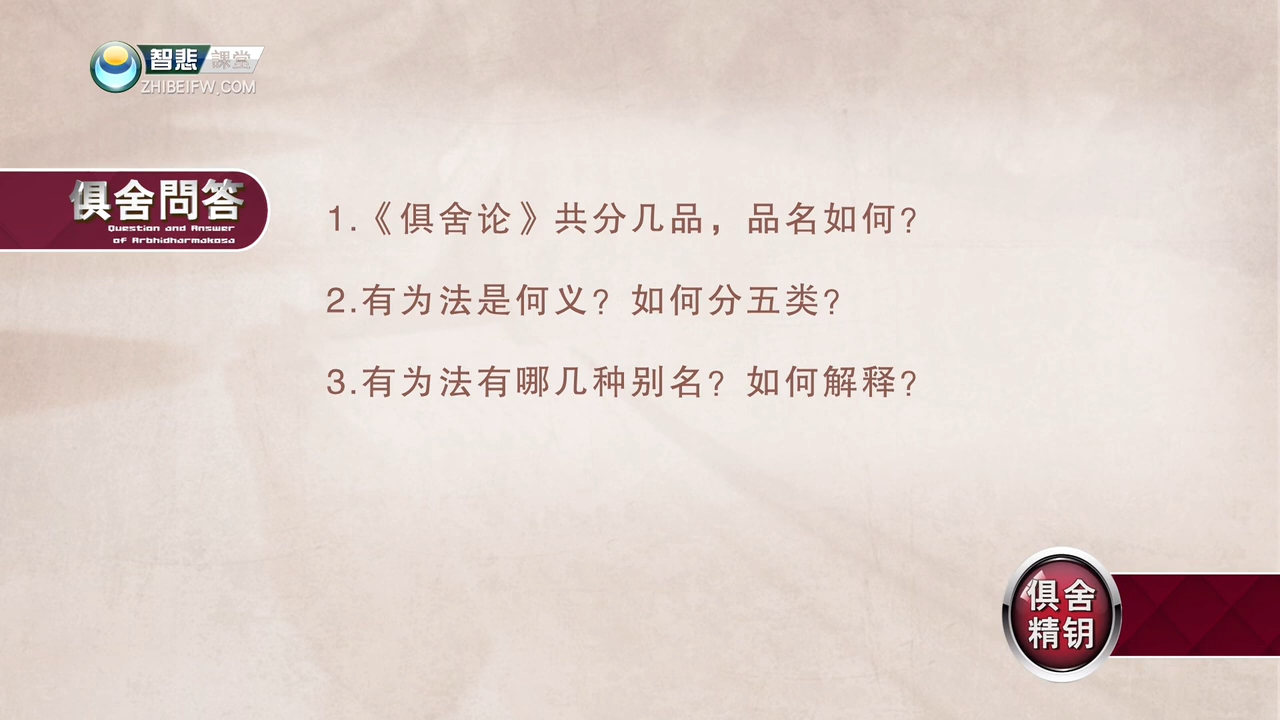 智悲課堂
ZHIBEIFW.COM
俱舍問答
Question and Answer
of Arbhidharmakosa
1.《俱舍论》共分几品，品名如何？
2.有为法是何义？如何分五类？
3.有为法有哪几种别名？如何解释？
俱舍
精钥